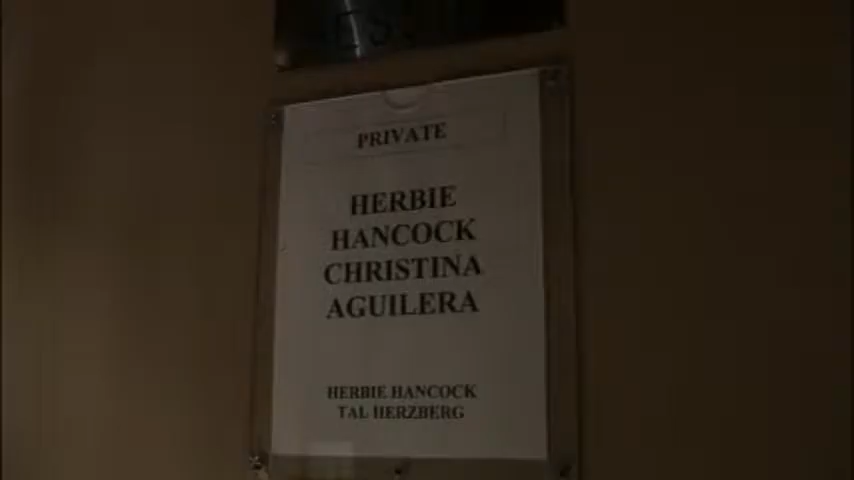 PRIVATE
HERBIE
HANCOCK
CHRISTINA
AGUILERA
HERBIE HANCOCK
TAL HERZBERG